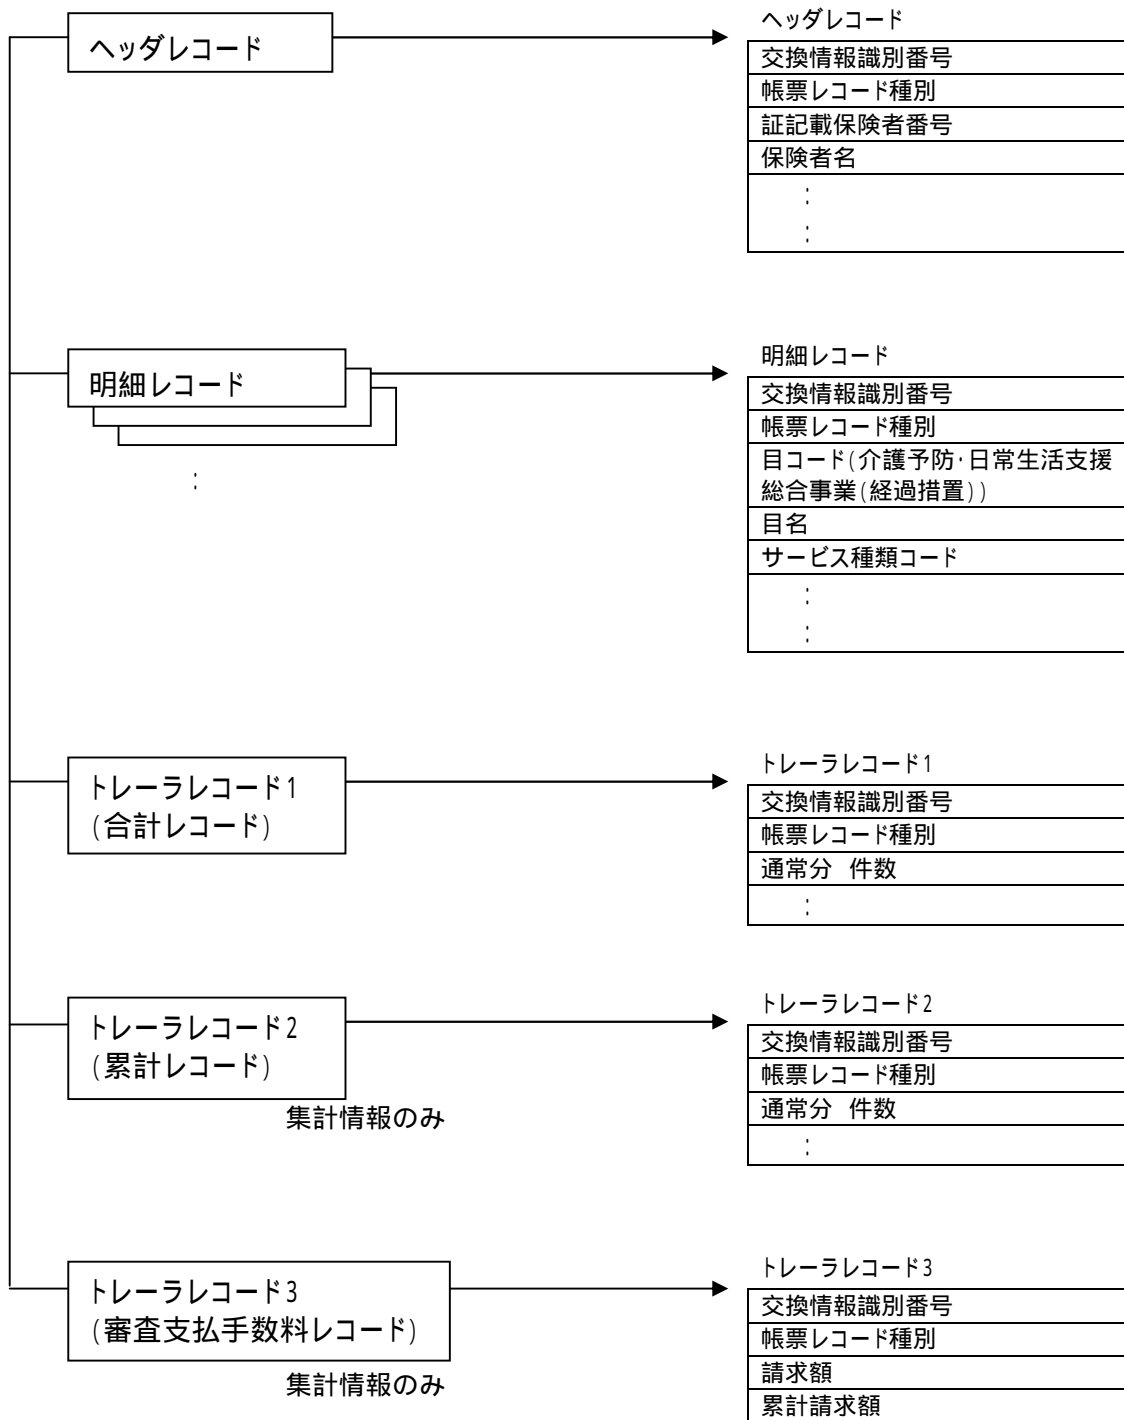 ヘッダレコード
ヘッダレコード
交換情報識別番号
帳票レコード種別
証記載保険者番号
保険者名
:
:
明細レコード
:
明細レコード
交換情報識別番号
帳票レコード種別
目コード(介護予防・日常生活支援
総合事業(経過措置))
目名
サービス種類コード
:
:
トレーラレコード1
(合計レコード)
トレーラレコード1
交換情報識別番号
帳票レコード種別
通常分 件数
:
トレーラレコード2
(累計レコード)
集計情報のみ
トレーラレコード2
交換情報識別番号
帳票レコード種別
通常分 件数
:
トレーラレコード3
(審査支払手数料レコード)
集計情報のみ
トレーラレコード3
交換情報識別番号
帳票レコード種別
請求額
累計請求額